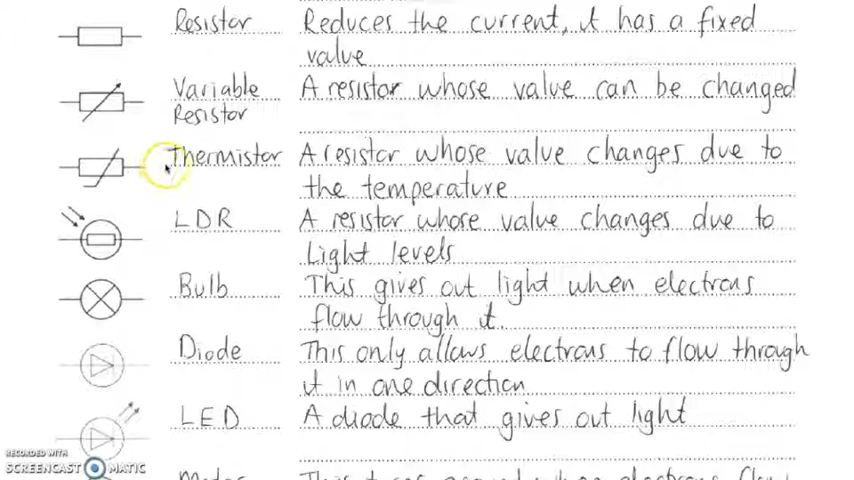 Resistor Reduces the current, it has a fixed
value
Variable A resistor whose value can be changed
Resistor
Thermistor A resistor whose value changes due to
the temperature
LDR A resistor whose value changes due to
Light levels
Bulb This gives out light when electrons
flow through it.
Diode This only allows electrons to flow through
it in one direction
LED A diode that gives out light
RECORDED WITH
SCREENCAST MATIC